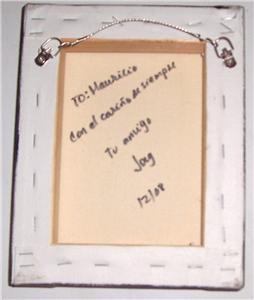 TO: Mauricio
Con el cariño de siempre
Tu amigo
Jag
12/08